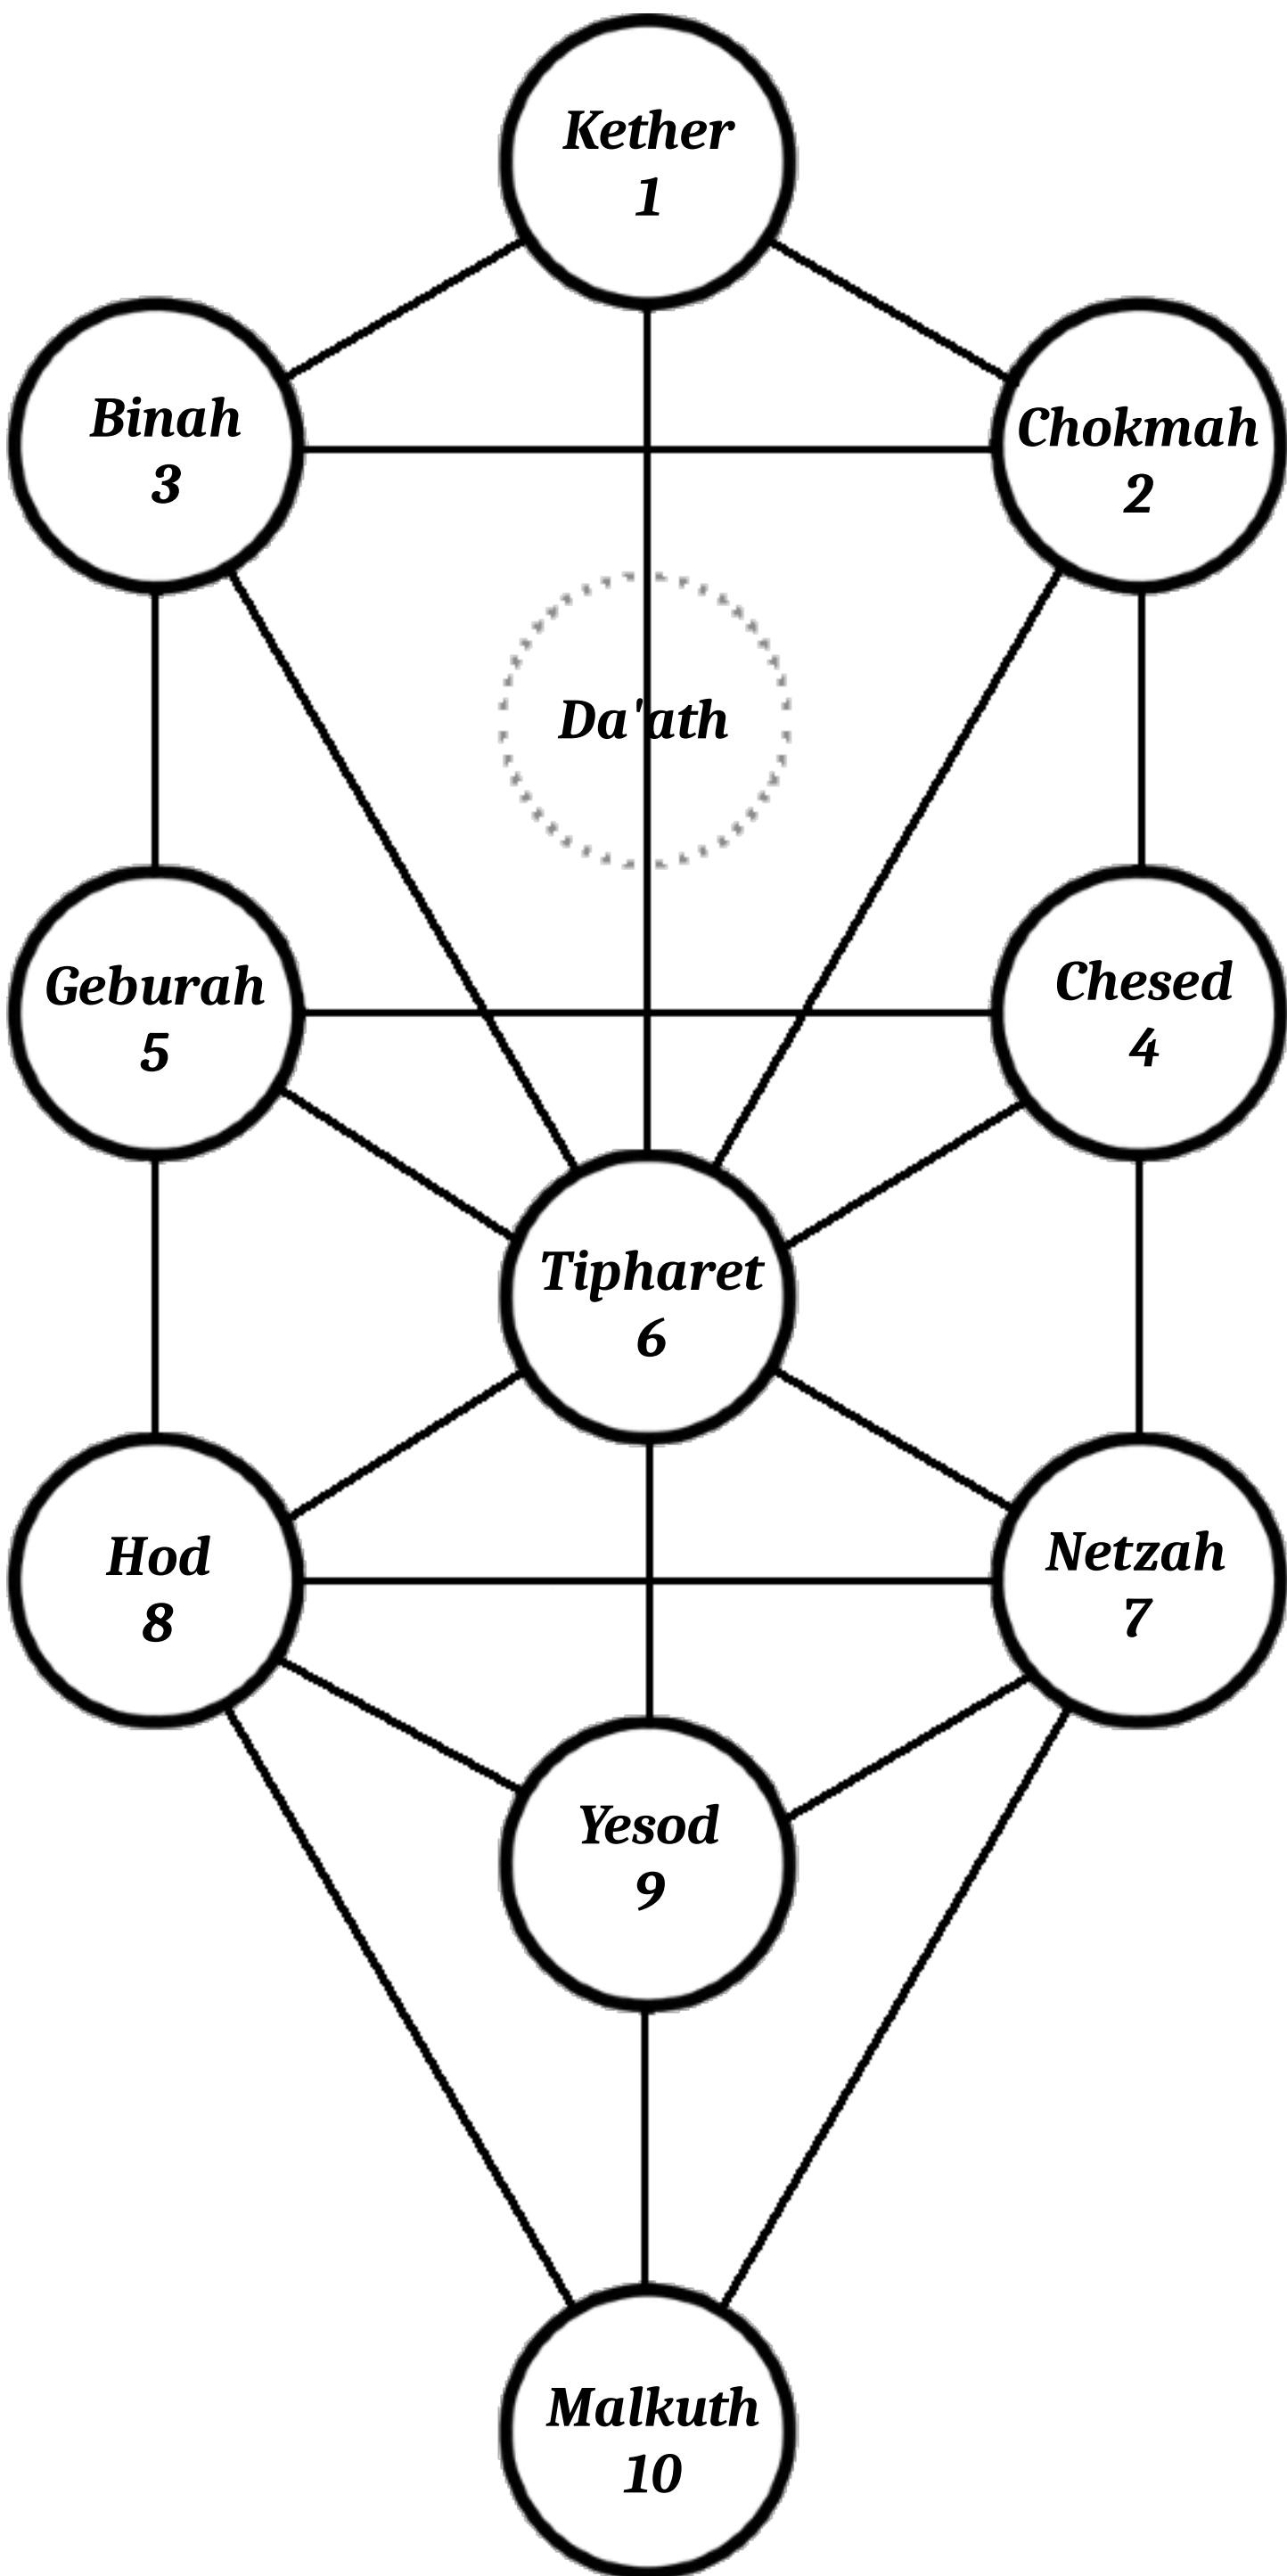 Kether
1
Binah
3
Chokmah
2
Da'ath
Geburah
5
Chesed
4
Tipharet
6
Hod
8
Netzah
7
Yesod
9
Malkuth
10